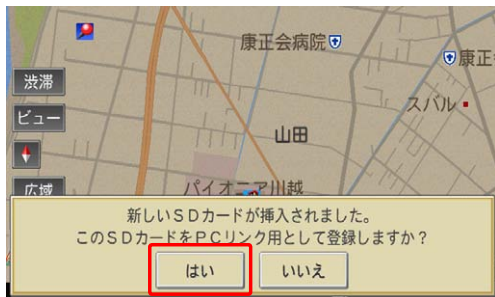 康正会病院
康正
渋滞
スバル
ビュー
山田
広域
パイオニア川越
新しいＳＤカードが挿入されました。
このＳＤカードをＰＣリンク用として登録しますか？
はい
いいえ